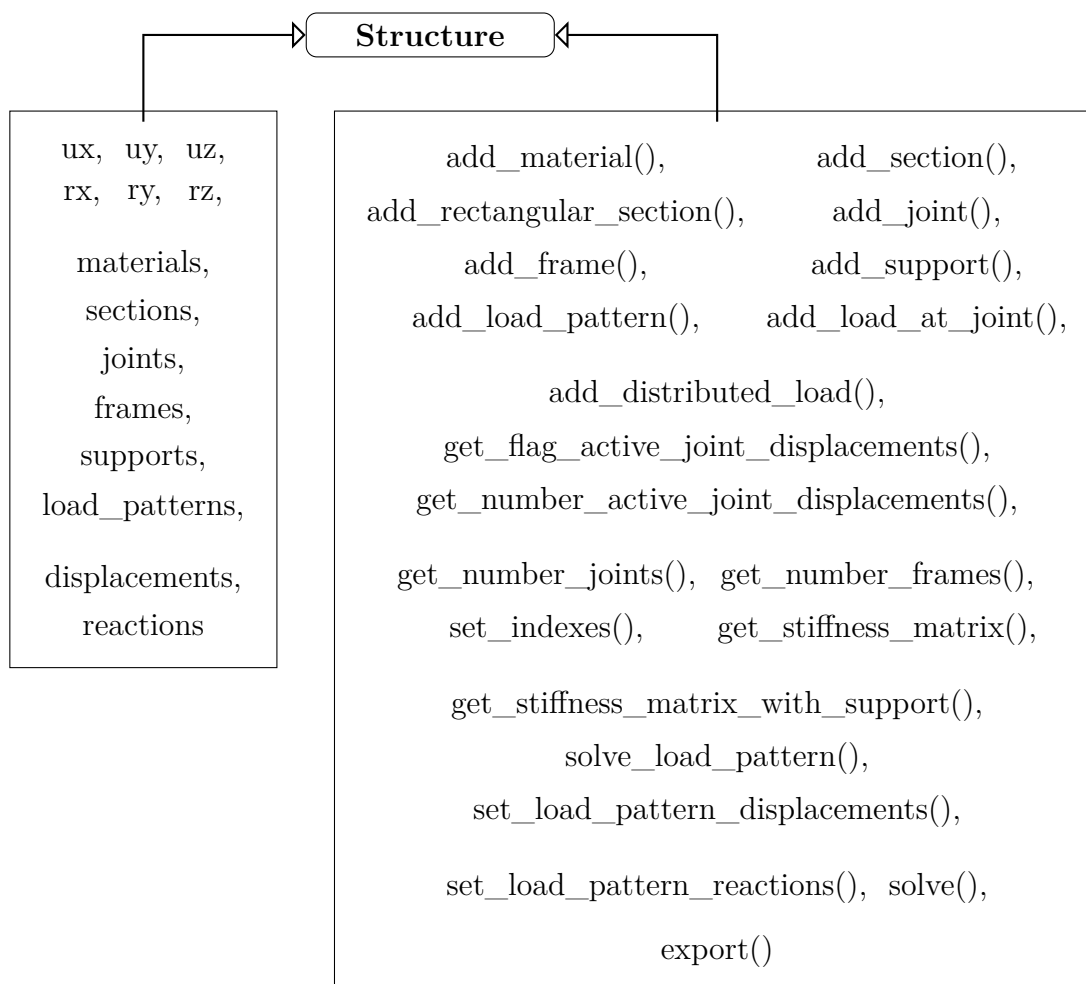 Structure
ux, uy, uz,
rx, ry, rz,
materials,
sections,
joints,
frames,
supports,
load_patterns,
displacements,
reactions
add_material(), add_section(),
add_rectangular_section(), add_joint(),
add_frame(), add_support(),
add_load_pattern(), add_load_at_joint(),
add_distributed_load(),
get_flag_active_joint_displacements(),
get_number_active_joint_displacements(),
get_number_joints(), get_number_frames(),
set_indexes(), get_stiffness_matrix(),
get_stiffness_matrix_with_support(),
solve_load_pattern(),
set_load_pattern_displacements(),
set_load_pattern_reactions(), solve(),
export()